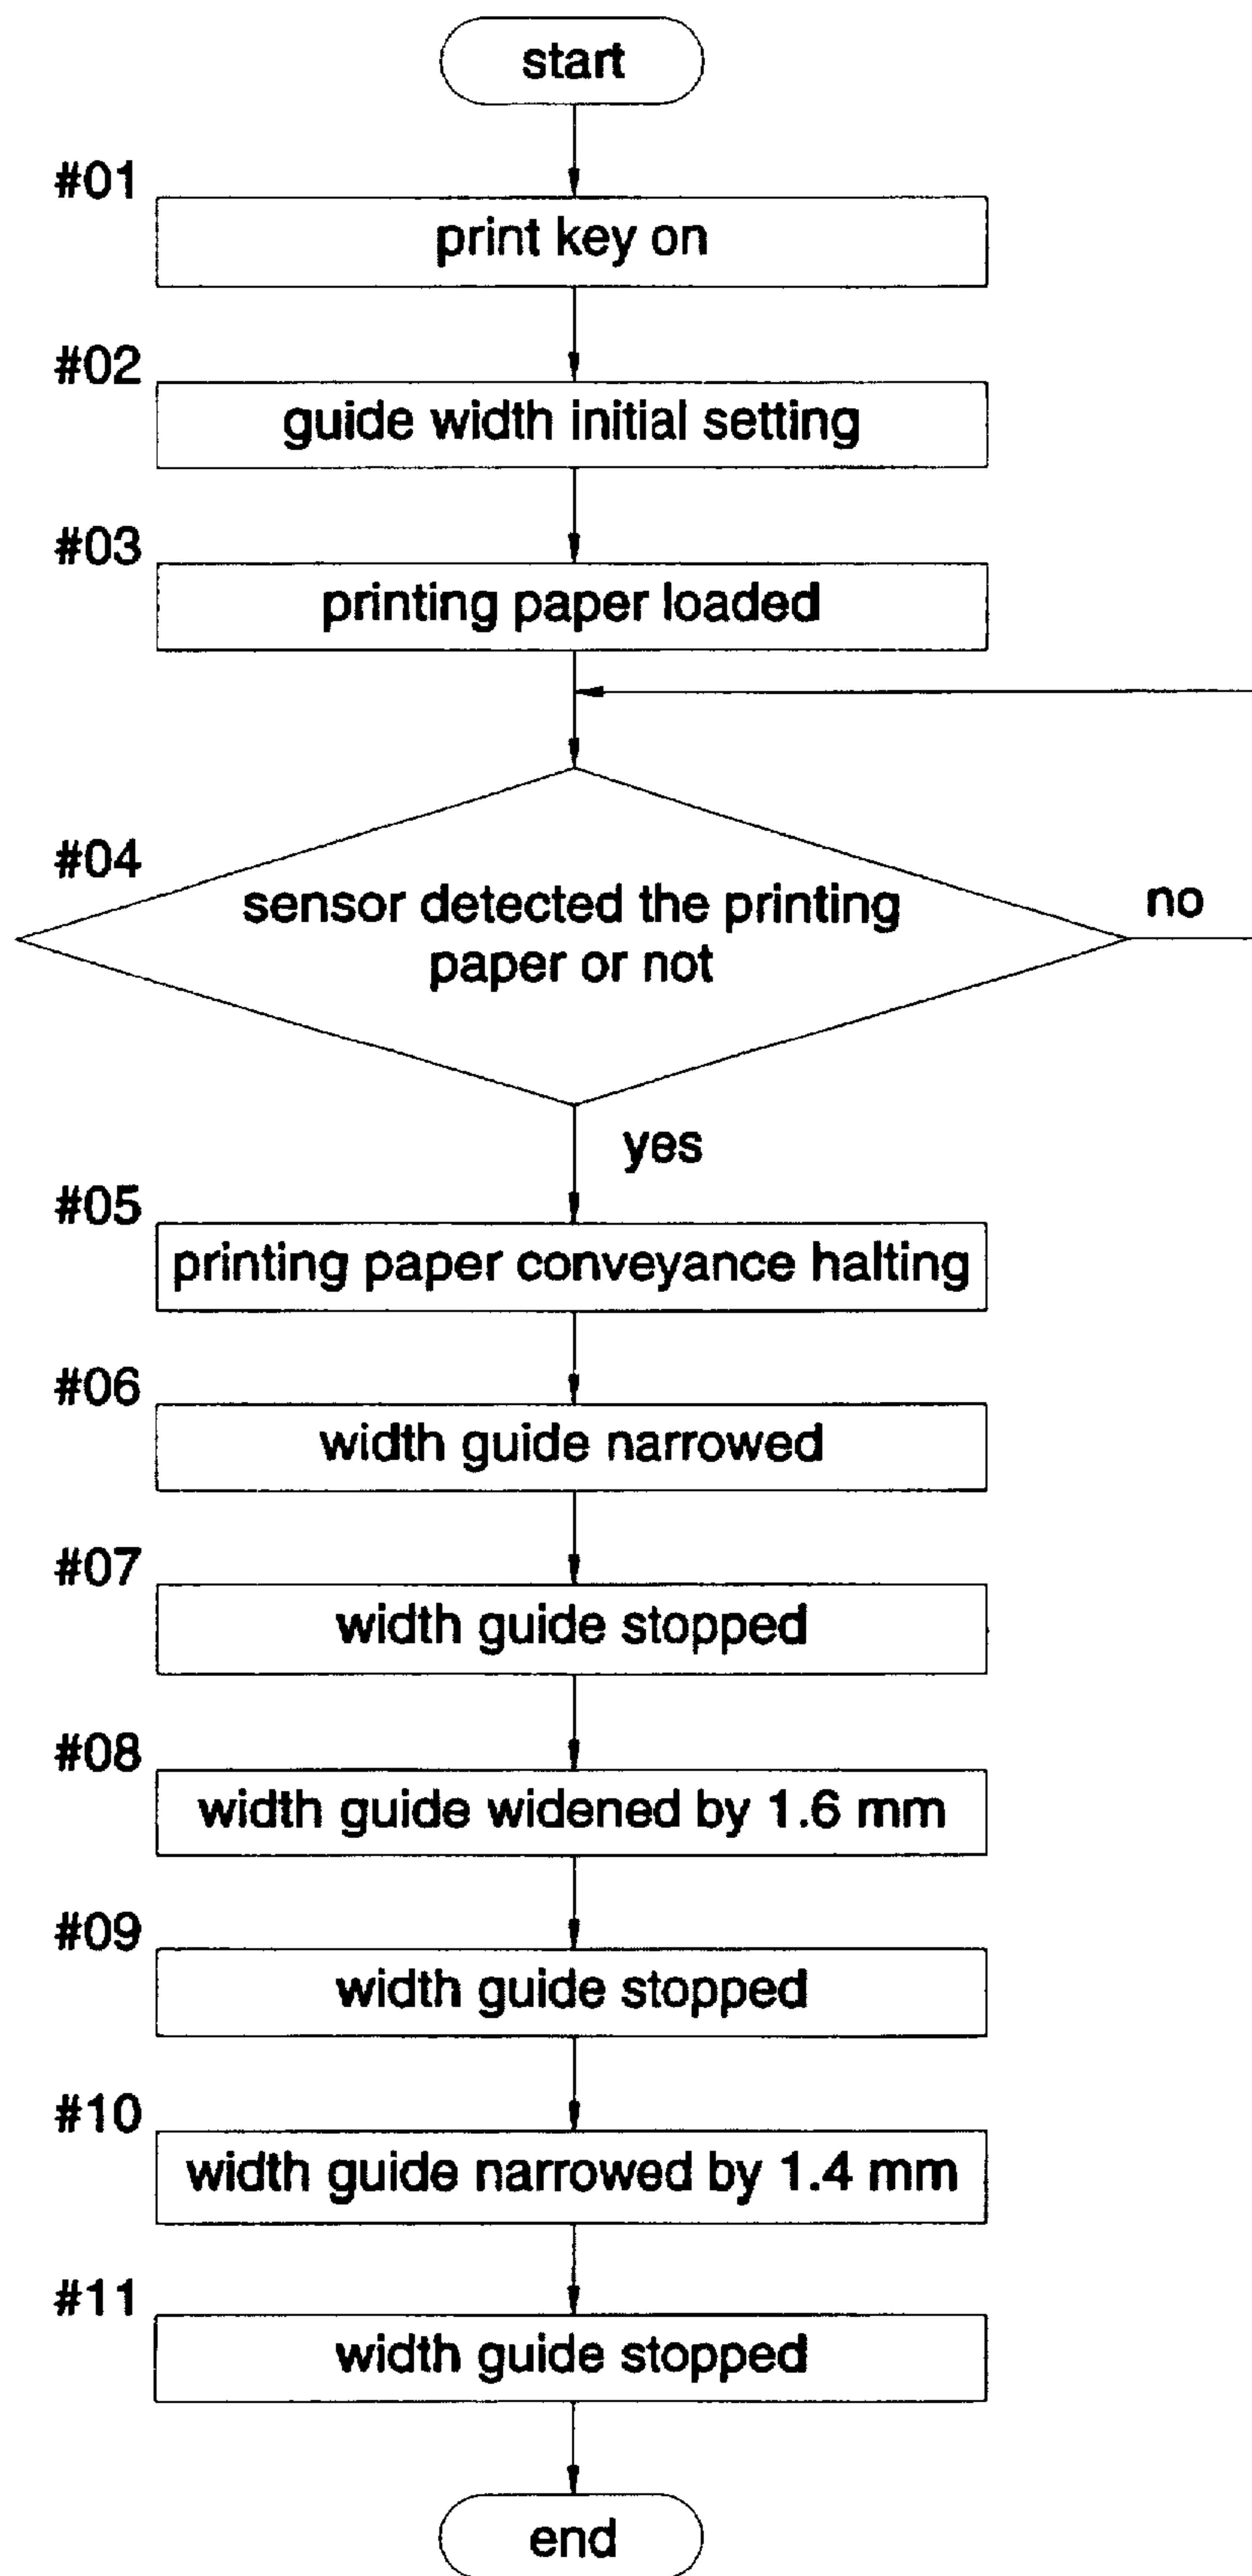 start
#01
print key on
#02
guide width initial setting
#03
printing paper loaded
#04
sensor detected the printing
paper or not
no
yes
#05
printing paper conveyance halting
#06
width guide narrowed
#07
width guide stopped
#08
width guide widened by 1.6 mm
#09
width guide stopped
#10
width guide narrowed by 1.4 mm
#11
width guide stopped
end